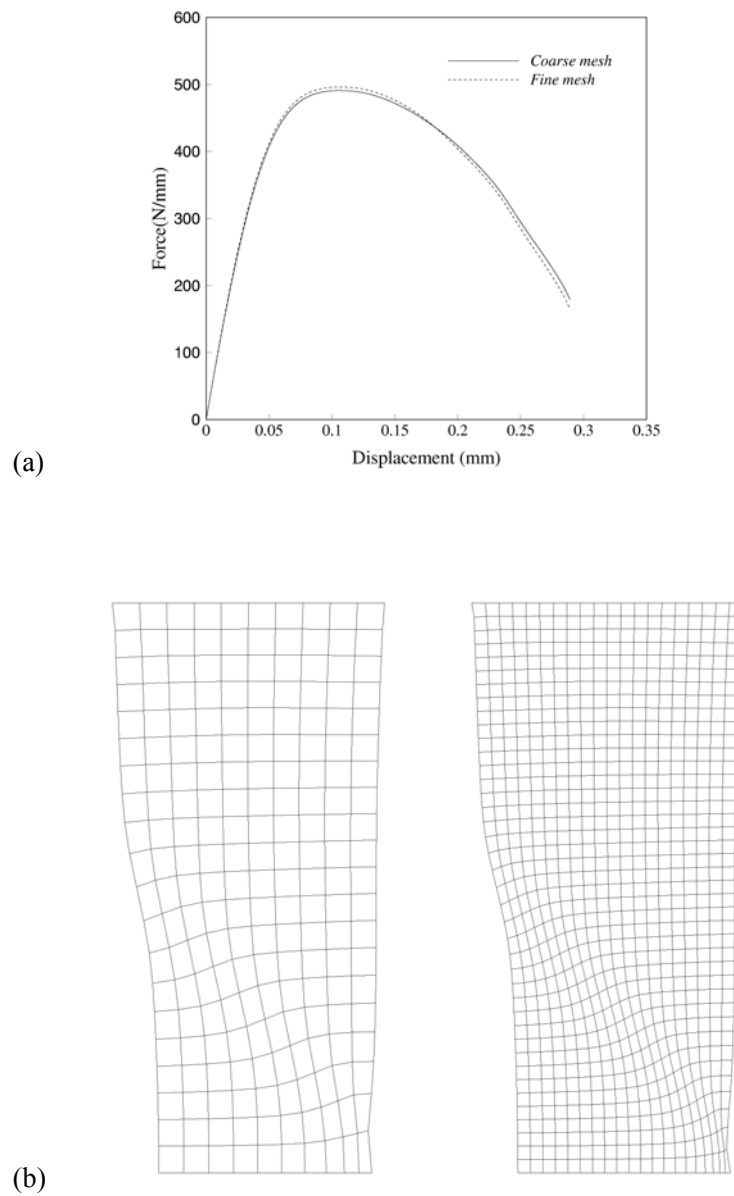 600
500
400
300
200
100
0
Force(N/mm)
Coarse mesh
Fine mesh
0 0.05 0.1 0.15 0.2 0.25 0.3 0.35
Displacement (mm)
(a)
(b)